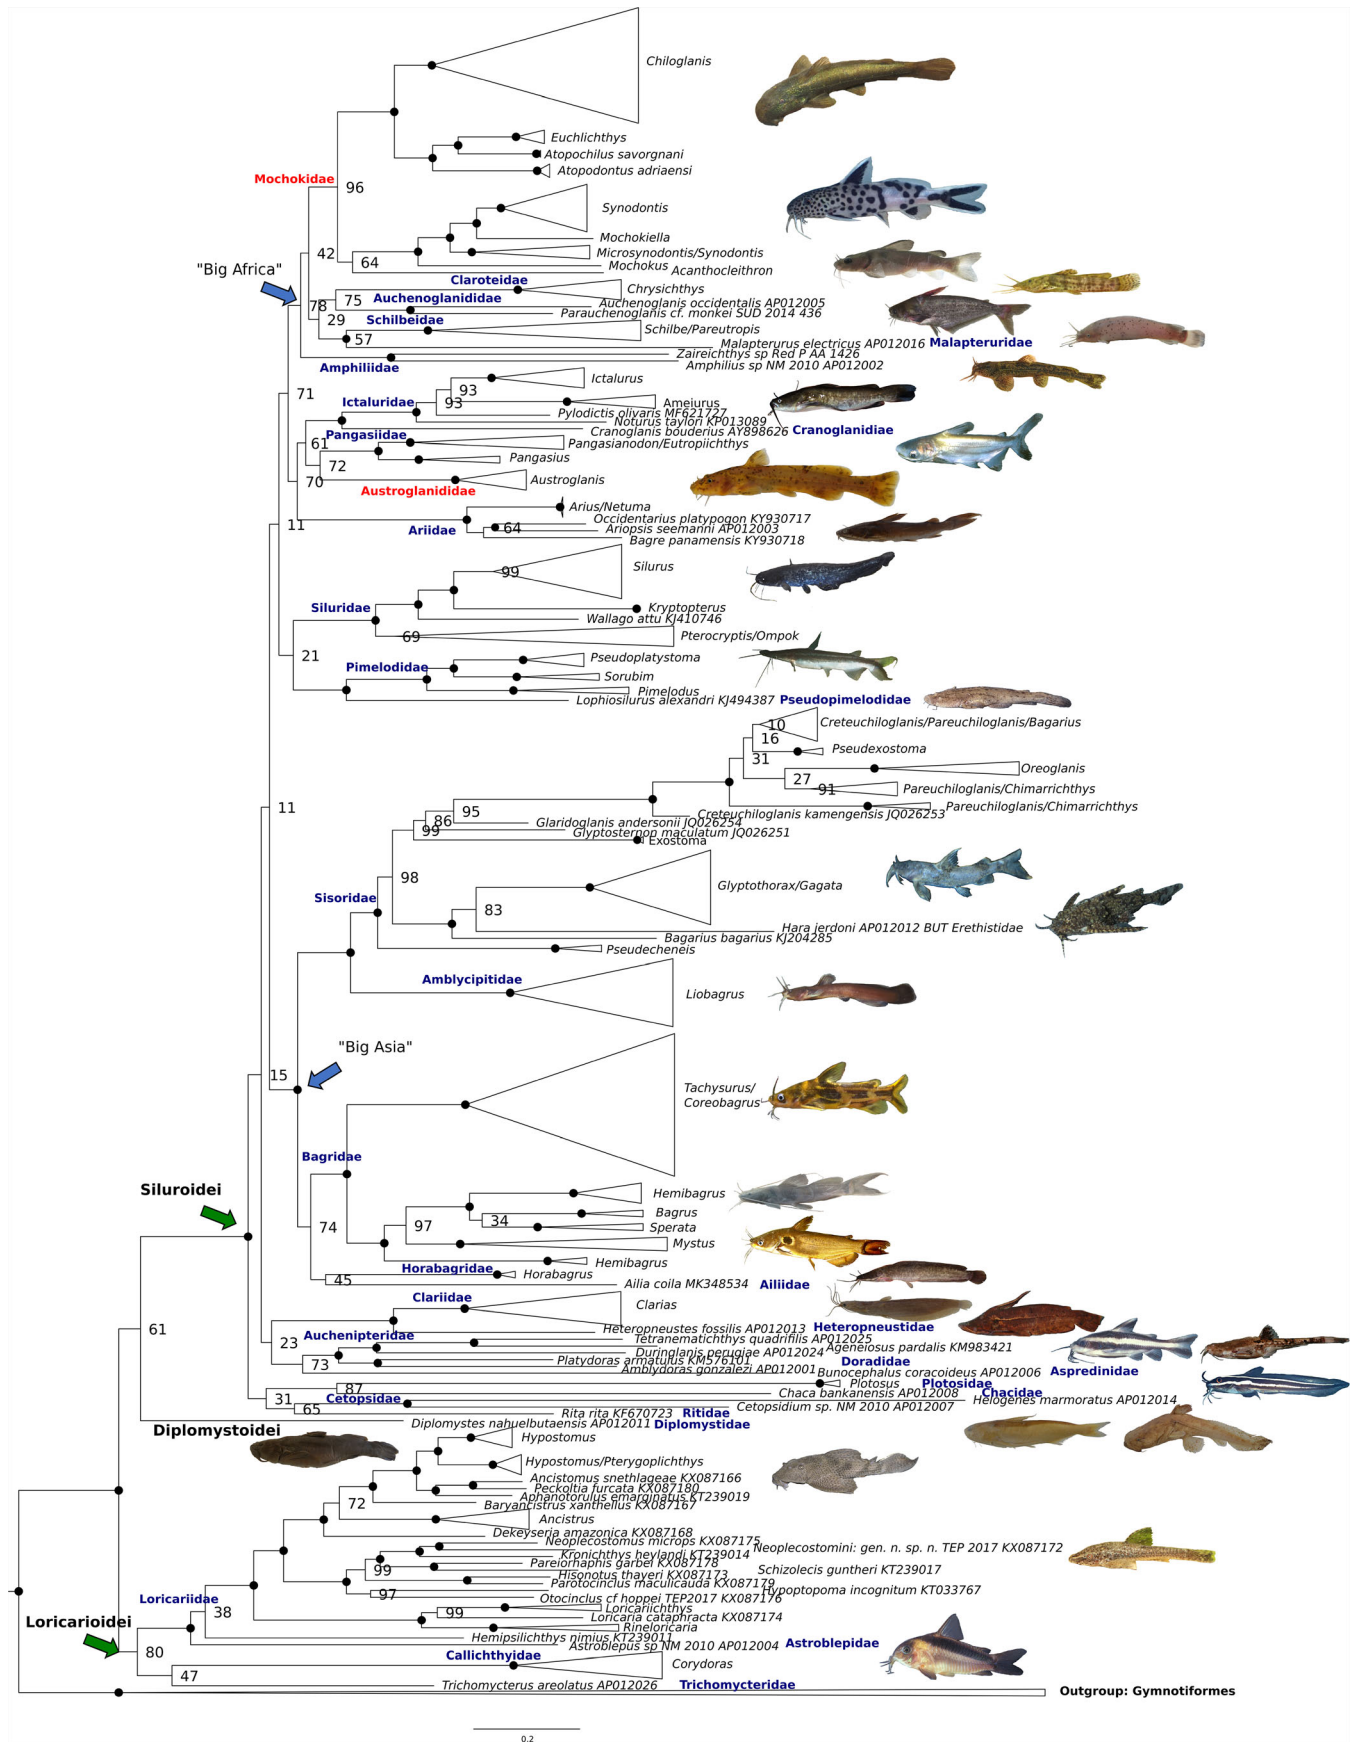 Chiloglanis
Euchlichthys
Atopochilus savorgnani
Atopodontus adriaensi
Mochokidae
96
Synodontis
Mochokiella
Microsynodontis/Synodontis
Mochokus
Acanthocleithron
42
64
"Big Africa"
Claroteidae
Chrysichthys
75
Auchenoglanididae
Auchenoglanis occidentalis AP012005
78
Parauchenoglanis cf. monkei SUD 2014 436
29
Schilbeidae
Schilbe/Pareutropis
57
Malapterurus electricus AP012016 Malapteruridae
Zaireichthys sp Red P AA 1426
Amphiliidae
Amphilius sp NM 2010 AP012002
71
Ictalurus
93
Ictaluridae
93
Ameiurus
Pylodictis olivaris MF621727
Noturus taylori KP013089
Cranoglanis bouderius AY898626 Cranoglanidiae
Pangasiidae
61
Pangasianodon/Eutropiichthys
72
Pangasius
70
Austroglanis
Austroglanididae
Arius/Netuma
11
Occidentarius platypogon KY930717
Ariidae
64
Ariopsis seemanni AP012003
Bagre panamensis KY930718
99
Silurus
Siluridae
Kryptopterus
Wallago attu KJ410746
69
Pterocryptis/Ompok
21
Pseudoplatystoma
Pimelodidae
Sorubim
Pimelodus
Lophiosilurus alexandri KJ494387 Pseudopimelodidae
10
Creteuchiloglanis/Pareuchiloglanis/Bagarius
16
Pseudexostoma
31
Oreoglanis
27
91
Pareuchiloglanis/Chimarrichthys
Pareuchiloglanis/Chimarrichthys
11
95
Creteuchiloglanis kamengensis JQ026253
86
Glaridoglanis andersonii JQ026254
99
Glyptosternon maculatum JQ026251
Exostoma
98
Glyptothorax/Gagata
Sisoridae
83
Hara jerdoni AP012012 BUT Erethistidae
Bagarius bagarius KJ204285
Pseudecheneis
Amblycipitidae
Liobagrus
"Big Asia"
15
Tachysurus/
Coreobagrus
Bagridae
Siluroidei
Hemibagrus
34
Bagrus
97
Sperata
74
Mystus
Hemibagrus
Horabagridae
Horabagrus
45
Ailia coila MK348534 Ailiidae
Clariidae
Clarias
Heteropneustes fossilis AP012013 Heteropneustidae
Auchenipteridae
Tetranematichthys quadrifilis AP012025
23
Ageneiosus pardalis KM983421
Duringlanis perugiae AP012024
Platydoras armatulus KM576101 Doradidae
73
Amblydoras gonzalezi AP012001
Bunocephalus coracoideus AP012006 Aspredinidae
87
Plotosus Plotosidae
Chaca bankanensis AP012008 Chacidae
31
Cetopsidae
Helogenes marmoratus AP012014
Cetopsidium sp. NM 2010 AP012007
65
Rita rita KF670723 Ritidae
61
Diplomystes nahuelbutaensis AP012011 Diplomystidae
Diplomystoidei
Hypostomus
Hypostomus/Pterygoplichthys
Ancistomus snethlageae KX087166
Peckoltia furcata KX087180
Aphanotorulus emarginatus KT239019
72
Baryancistrus xanthellus KX087167
Ancistrus
Dekeyseria amazonica KX087168
Neoplecostomus microps KX087175
Neoplecostomini: gen. n. sp. n. TEP 2017 KX087172
Kronichthys heylandi KT239014
Pareiorhaphis garbei KX087178
99
Schizolecis guntheri KT239017
Hisonotus thayeri KX087173
Parotocinclus maculicauda KX087179
Hypoptopoma incognitum KT033767
97
Otocinclus cf hoppei TEP2017 KX087176
Loricariidae
Loricariichthys
38
99
Loricaria cataphracta KX087174
Loricarioidei
Rineloricaria
Hemipsilichthys nimius KT239011
Astroblepus sp NM 2010 AP012004 Astroblepidae
80
Callichthyidae
Corydoras
47
Trichomycterus areolatus AP012026 Trichomycteridae
Outgroup: Gymnotiformes
0.2